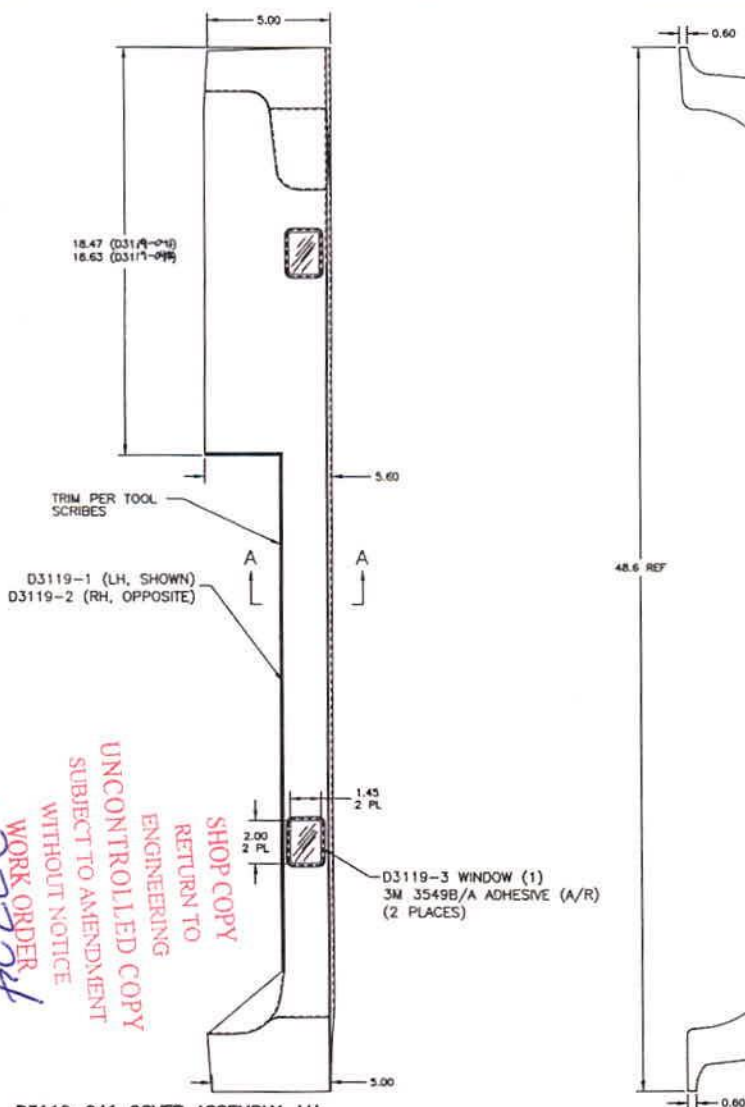 5.00
0.60
18.47 (D3119-041)
18.63 (D3119-
5.60
TRIM PER TOOL
SCRIBES
A A
48.6 REF
D3119-1 (LH, SHOWN)
D3119-2 (RH, OPPOSITE)
1.45
2 PL
2.00
2 PL
D3119-3 WINDOW (1)
3M 3549B/A ADHESIVE (A/R)
(2 PLACES)
SHOP COPY
RETURN TO
ENGINEERING
UNCONTROLLED COPY
SUBJECT TO AMENDMENT
WITHOUT NOTICE
WORK ORDER
5.00
0.60